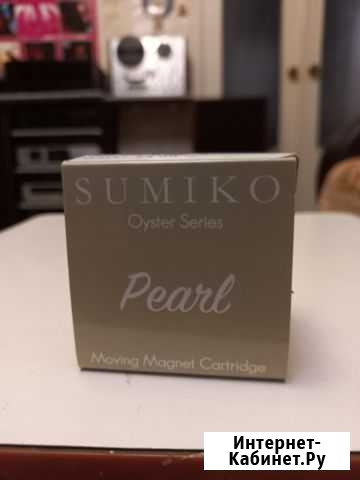 SUMIKO
Oyster Series
Pearl
Moving Magnet Cartridge
Интернет-
Кабинет.Ру